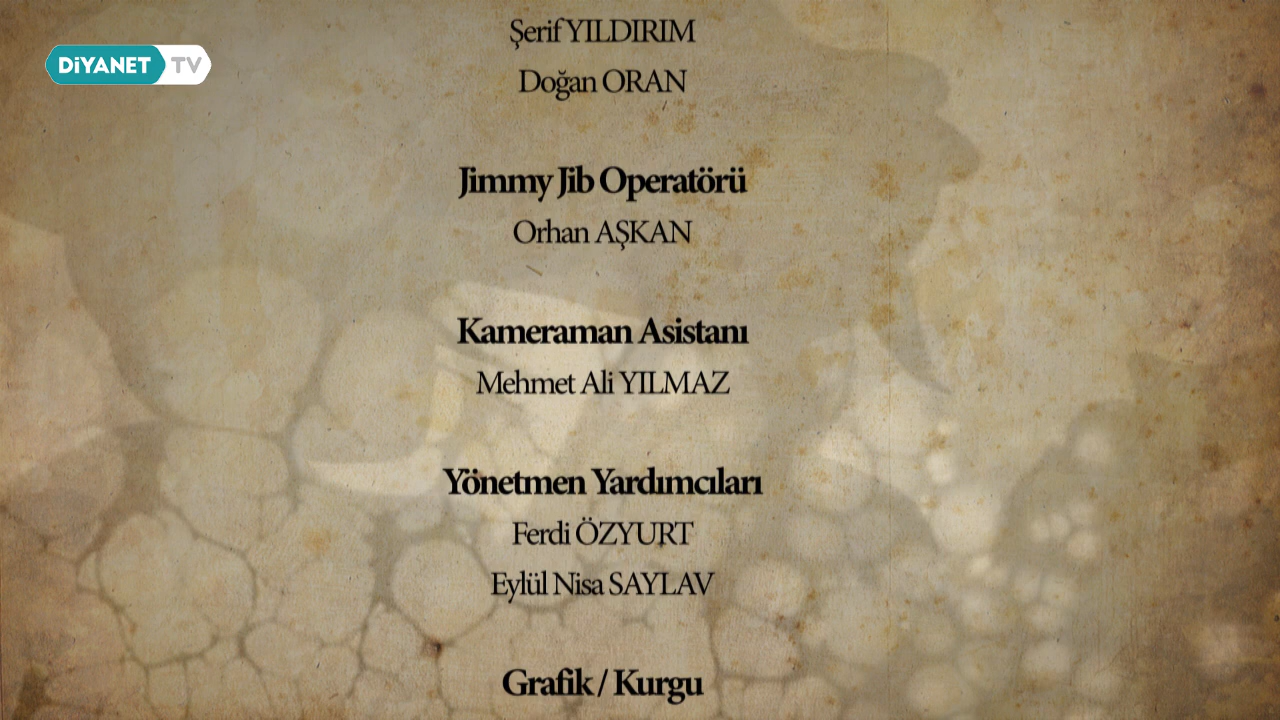 DİYANET TV
Şerif YILDIRIM
Doğan ORAN
Jimmy Jib Operatörü
Orhan AŞKAN
Kameraman Asistanı
Mehmet Ali YILMAZ
Yönetmen Yardımcıları
Ferdi ÖZYURT
Eylül Nisa SAYLAV
Grafik / Kurgu